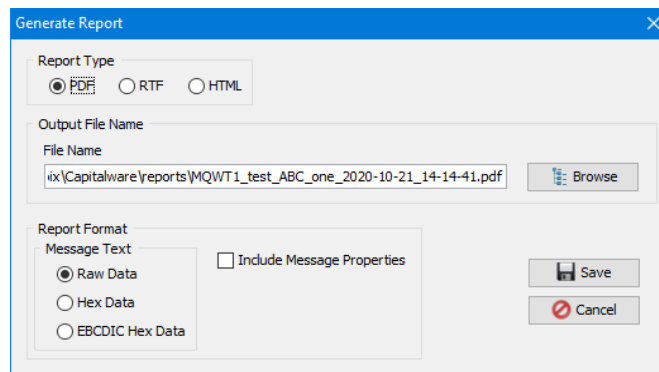 Generate Report
Report Type
PDF RTF HTML
Output File Name
File Name
ix\Capitalware\reports\MQWT1_test_ABC_one_2020-10-21_14-14-41.pdf Browse
Report Format
Message Text
Raw Data
Include Message Properties
Hex Data
EBCDIC Hex Data
Save
Cancel